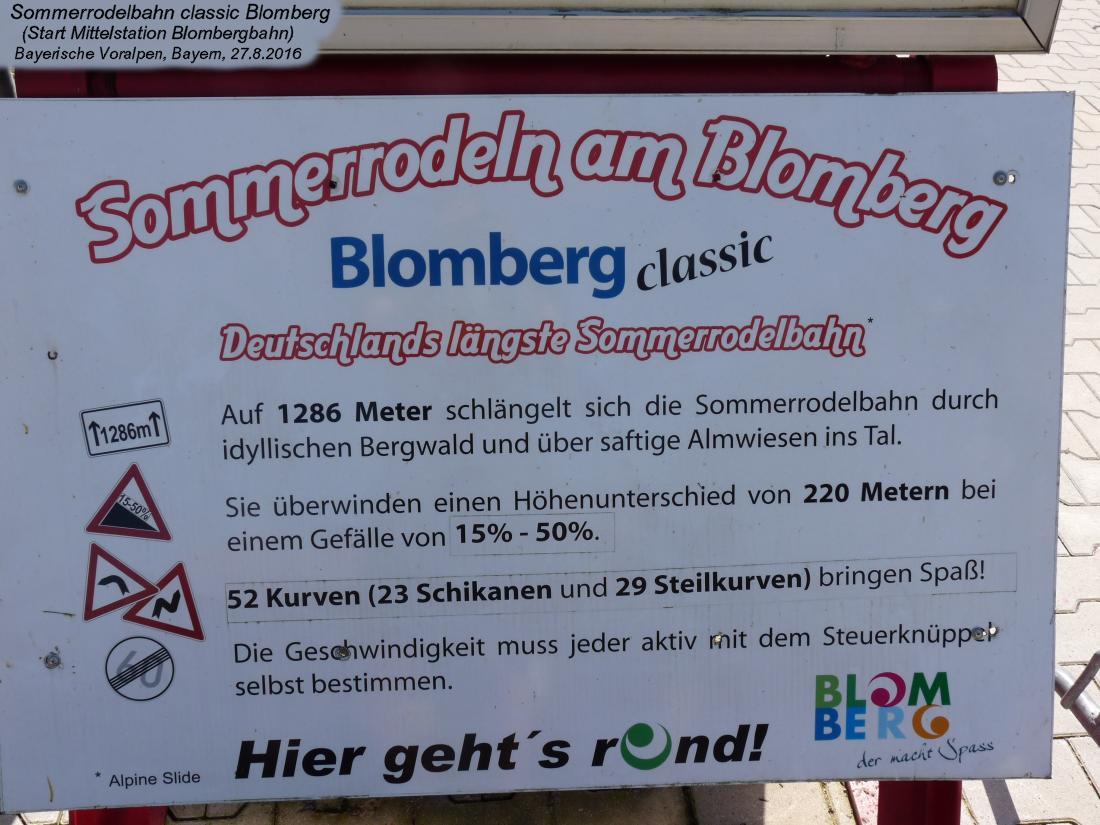 Sommerrodelbahn classic Blomberg
(Start Mittelstation Blombergbahn)
Bayerische Voralpen, Bayern, 27.8.2016
Sommerrodeln am Blomberg
Blomberg classic
Deutschlands längste Sommerrodelbahn*
1286m
Auf 1286 Meter schlängelt sich die Sommerrodelbahn durch
idyllischen Bergwald und über saftige Almwiesen ins Tal.
15-50%
Sie überwinden einen Höhenunterschied von 220 Metern bei
einem Gefälle von 15% - 50%.
52 Kurven (23 Schikanen und 29 Steilkurven) bringen Spaß!
60
Die Geschwindigkeit muss jeder aktiv mit dem Steuerknüppel
selbst bestimmen.
BLOM
BERG
der macht Spass
Hier geht´s rund!
* Alpine Slide